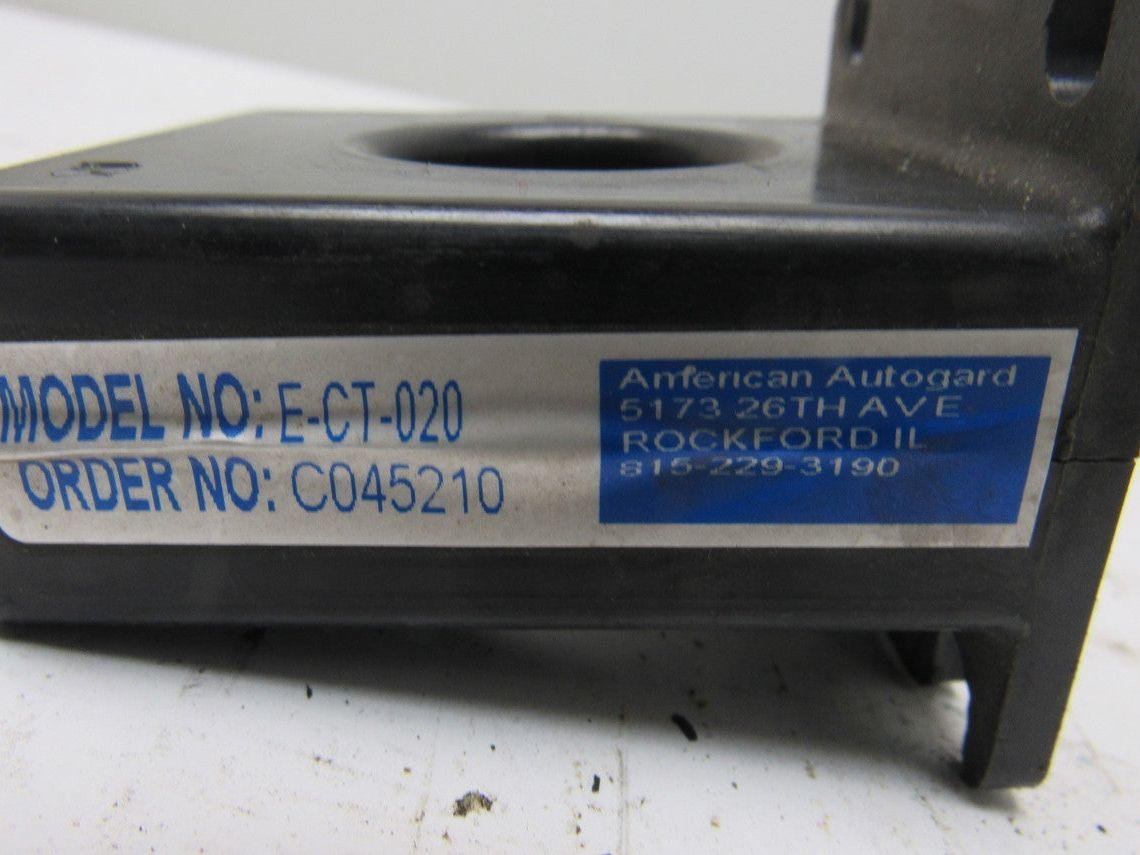 MODEL NO: E-CT-020
ORDER NO: C045210
American Autogard
5173 26TH AVE
ROCKFORD IL
815-229-3190